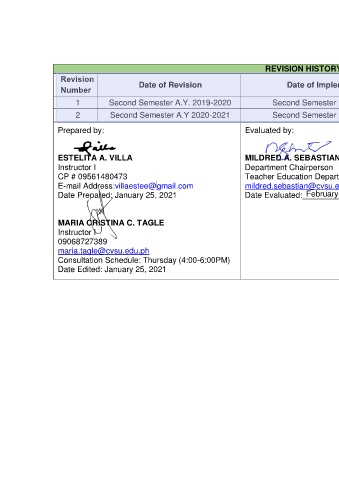 REVISION HISTORY
Revision Number
Date of Revision
Date of
1
Second Semester A.Y. 2019-2020
Second Semester
2
Second Semester A.Y 2020-2021
Second Semester
Prepared by:
ESTELITA A. VILLA
Instructor I
CP # 09561480473
E-mail Address:villaestee@gmail.com
Date Prepared: January 25, 2021
MARIA CRISTINA C. TAGLE
Instructor I
09068727389
maria.tagle@cvsu.edu.ph
Consultation Schedule: Thursday (4:00-6:00PM)
Date Edited: January 25, 2021
Evaluated by:
MILDRED A. SEBASTIAN
Department Chairperson
Teacher Education
mildred.sebastian@cvsu.e
Date Evaluated: February